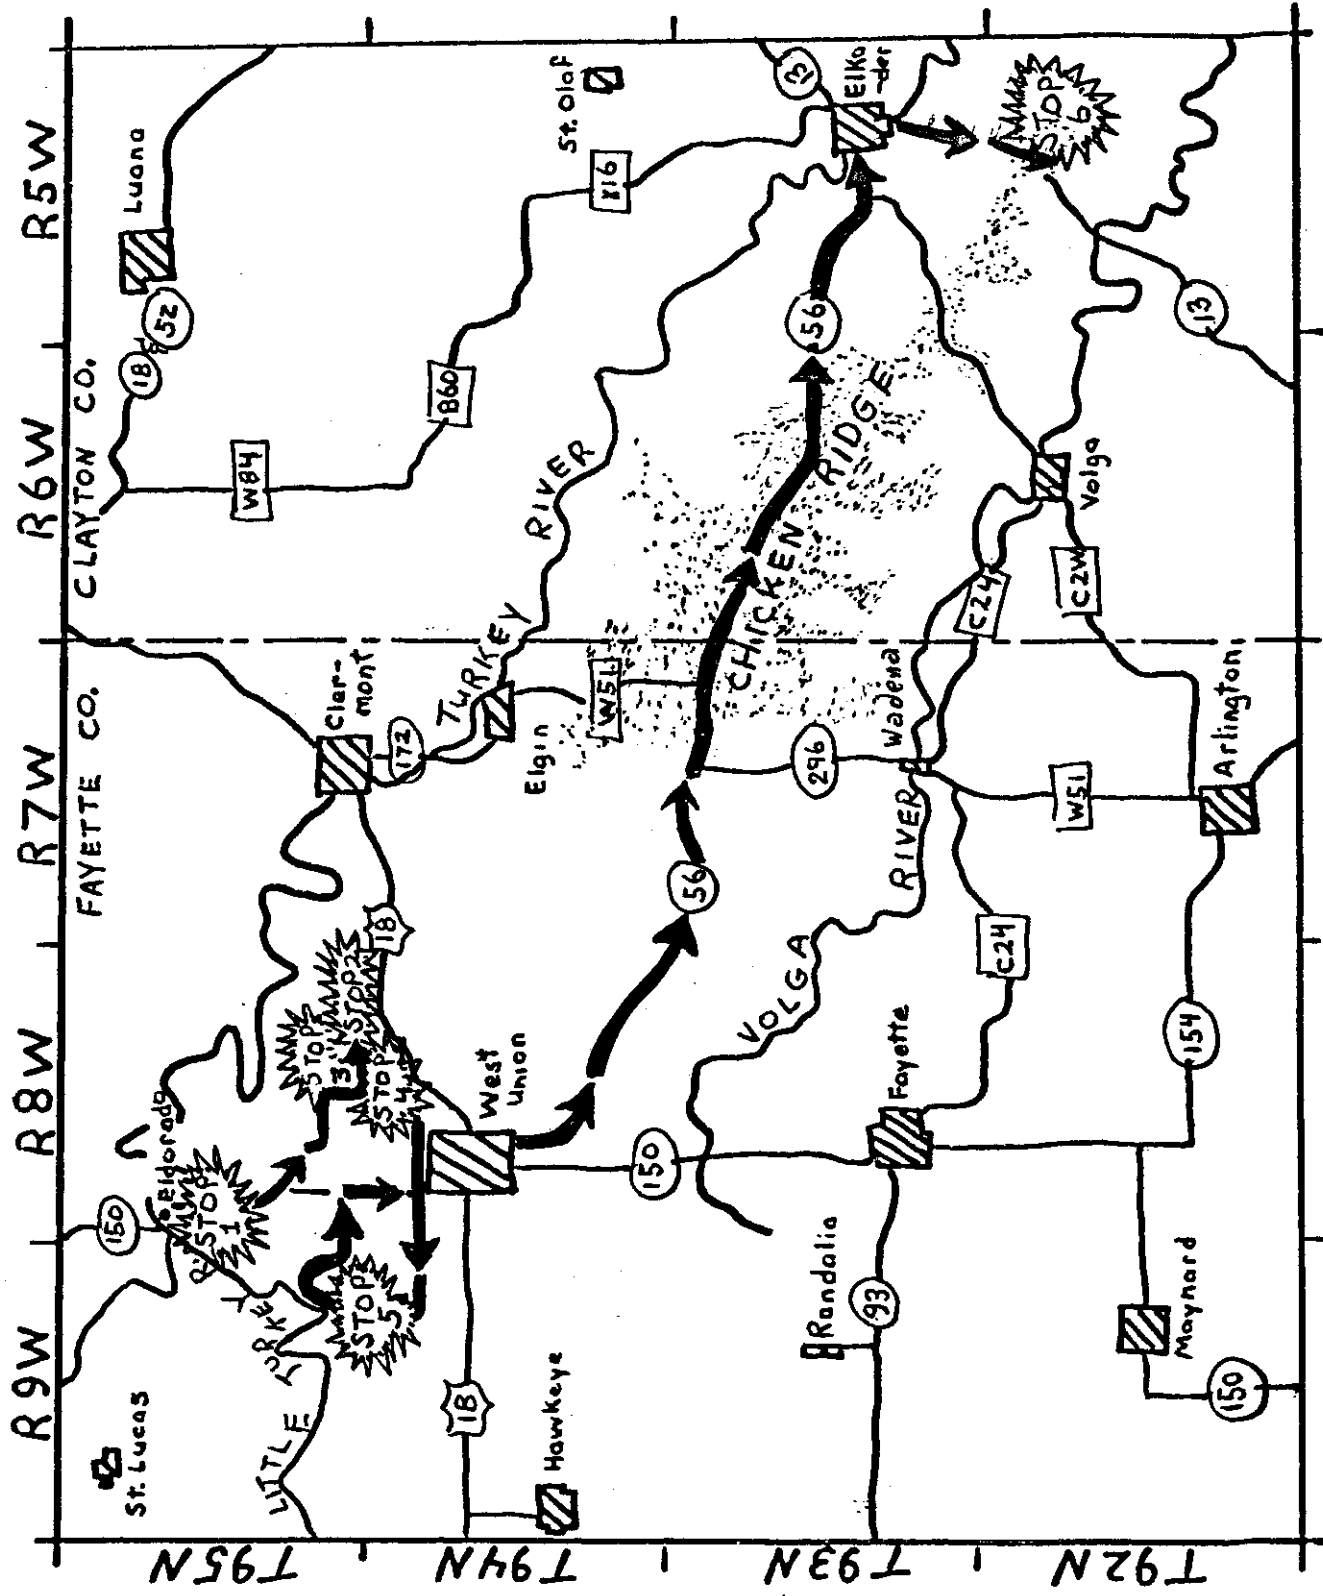 R9W
R8W
R7W
R6W
R5W
T95N
T94N
T93N
T92N
FAYETTE CO.
CLAYTON CO.
St. Lucas
LITTLE
TURKEY
R.
150
Eldorado
STOP
1
STOP
3
STOP 2
STOP
4
STOP
5
18
Hawkeye
West
Union
18
Cler-
mont
172
TURKEY
RIVER
Elgin
W51
18
&
52
Luana
W84
B60
X16
St. Olaf
13
Elka
-der
STOP
6
56
56
CHICKEN
RIDGE
150
VOLGA
RIVER
296
Wadena
C24
C2W
Volga
13
Randalia
93
Fayette
C24
W51
Arlington
154
Maynard
150